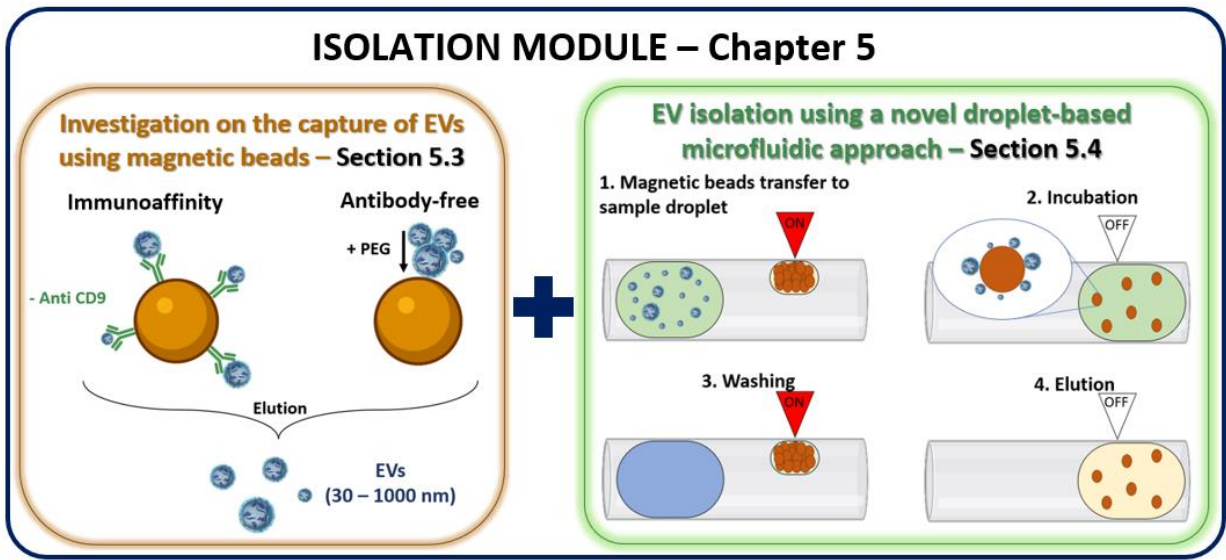 ISOLATION MODULE – Chapter 5
Investigation on the capture of EVs
using magnetic beads – Section 5.3
Immunoaffinity
Antibody-free
+ PEG
- Anti CD9
Elution
EVs
(30 – 1000 nm)
EV isolation using a novel droplet-based
microfluidic approach – Section 5.4
1. Magnetic beads transfer to
sample droplet
ON
2. Incubation
OFF
3. Washing
ON
4. Elution
OFF